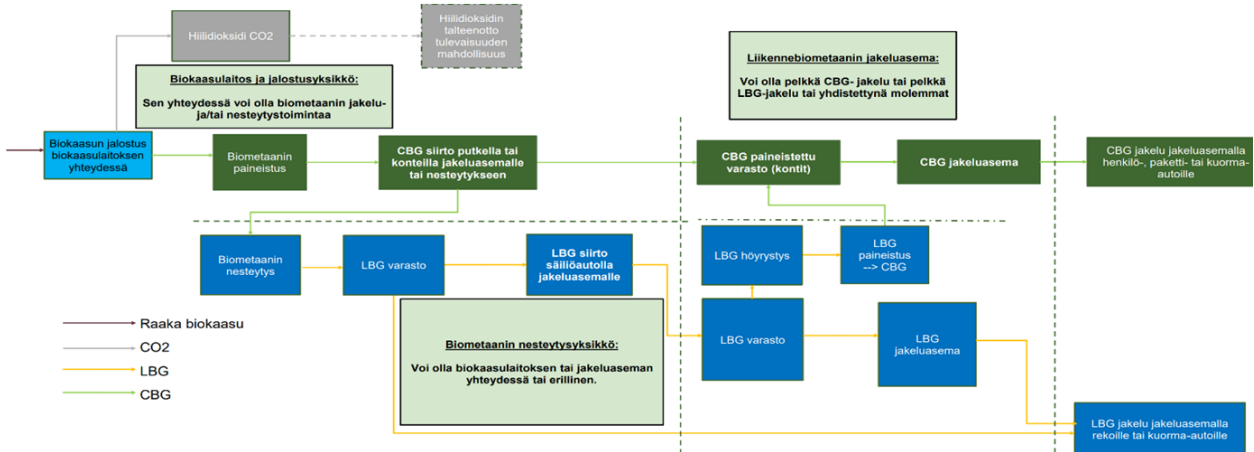 Hiilidioksidi CO2
Hiilidioksidin
talteenotto
tulevaisuuden
mahdollisuus
Biokaasulaitos ja jalostusyksikkö:
Sen yhteydessä voi olla biometaanin jakelu-
ja/tai nesteytystoimintaa
Liikennebiometaanin jakeluasema:
Voi olla pelkkä CBG- jakelu tai pelkkä
LBG-jakelu tai yhdistettynä molemmat
Biokaasun jalostus
biokaasulaitoksen
yhteydessä
Biometaanin
paineistus
CBG siirto putkella tai
konteilla jakeluasemalle
tai nesteytykseen
CBG paineistettu
varasto (kontit)
CBG jakeluasema
CBG jakelu jakeluasemalla
henkilö-, paketti- tai kuorma-
autoille
Biometaanin
nesteytys
LBG varasto
LBG siirto
säiliöautolla
jakeluasemalle
LBG höyrystys
LBG
paineistus
--> CBG
Biometaanin nesteytysyksikkö:
Voi olla biokaasulaitoksen tai jakeluaseman
yhteydessä tai erillinen.
LBG varasto
LBG
jakeluasema
LBG jakelu jakeluasemalla
rekoille tai kuorma-autoille
Raaka biokaasu
CO2
LBG
CBG